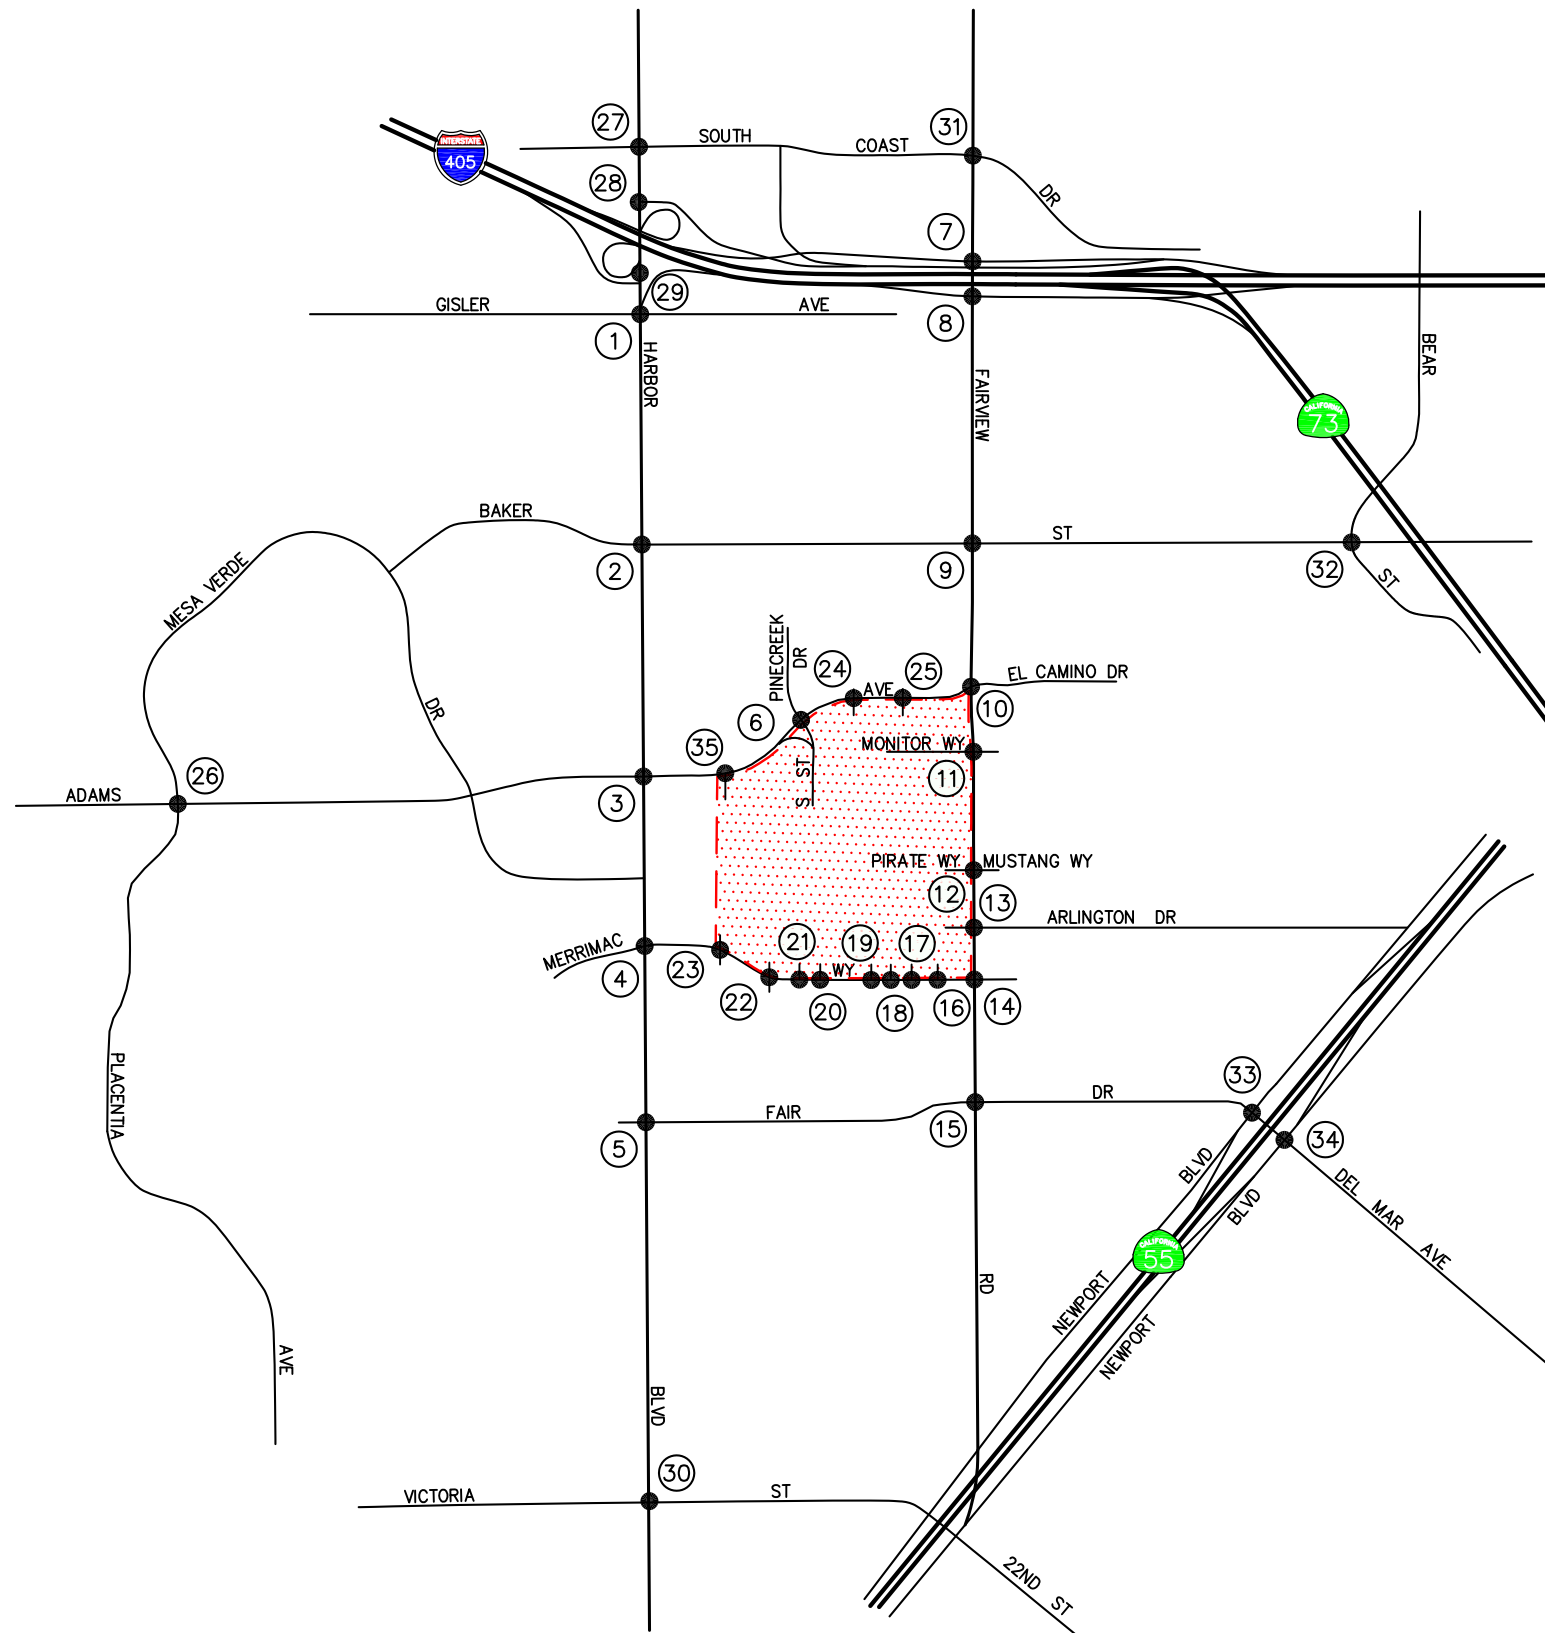 27
31
SOUTH
COAST
INTERSTATE
405
28
DR
7
29
GISLER
AVE
8
1
HARBOR
BEAR
FAIRVIEW
CALIFORNIA
73
BAKER
ST
2
9
32
ST
MESA VERDE
PINECREEK
DR
24
AVE
25
EL CAMINO DR
10
6
DR
35
MONITOR WY
26
S ST
11
ADAMS
3
PIRATE WY
MUSTANG WY
12
13
ARLINGTON DR
21
19
17
MERRIMAC
23
WY
4
22
20
18
16
14
PLACENTIA
33
FAIR
DR
5
15
34
BLVD
DEL MAR AVE
BLVD
CALIFORNIA
55
RD
NEWPORT
NEWPORT
AVE
BLVD
30
VICTORIA
ST
22ND ST